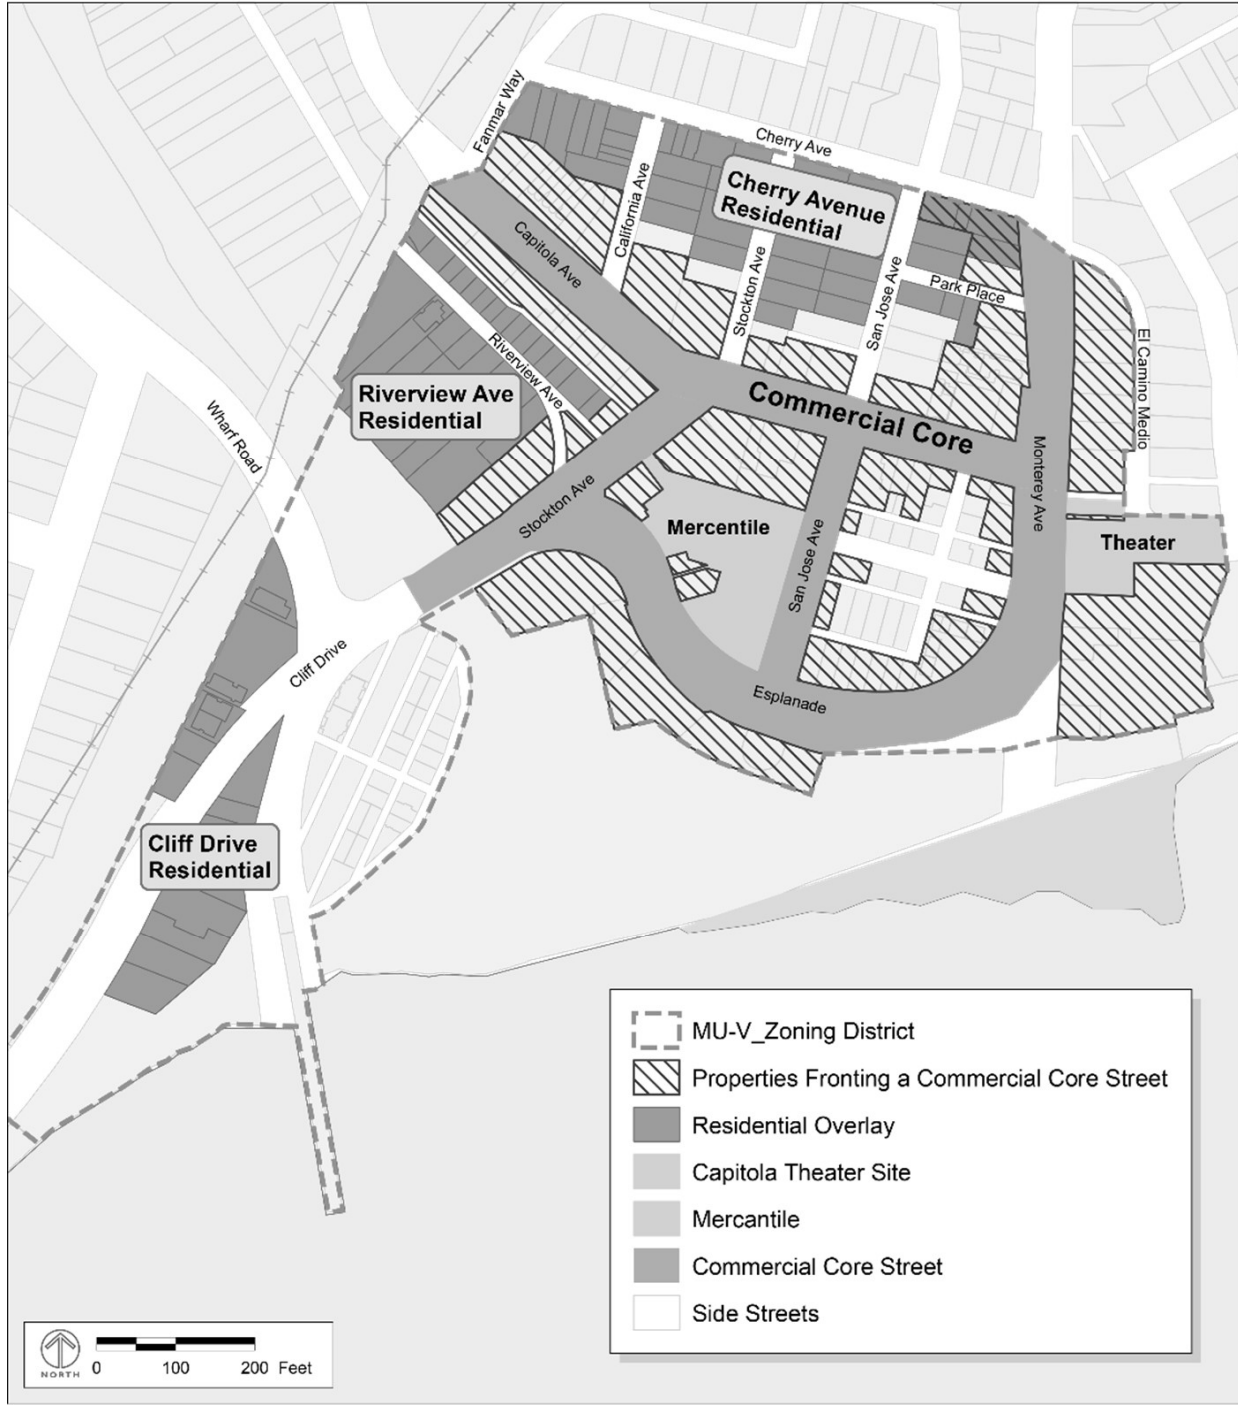 Fanmar Way
Cherry Ave
Cherry Avenue
Residential
California Ave
Capitola Ave
Stockton Ave
San Jose Ave
Park Place
El Camino Medio
Riverview Ave
Riverview Ave
Residential
Commercial Core
Wharf Road
Monterey Ave
Stockton Ave
Mercentile
San Jose Ave
Theater
Cliff Drive
Esplanade
Cliff Drive
Residential
MU-V_Zoning District
Properties Fronting a Commercial Core Street
Residential Overlay
Capitola Theater Site
Mercantile
Commercial Core Street
Side Streets
NORTH
0 100 200 Feet